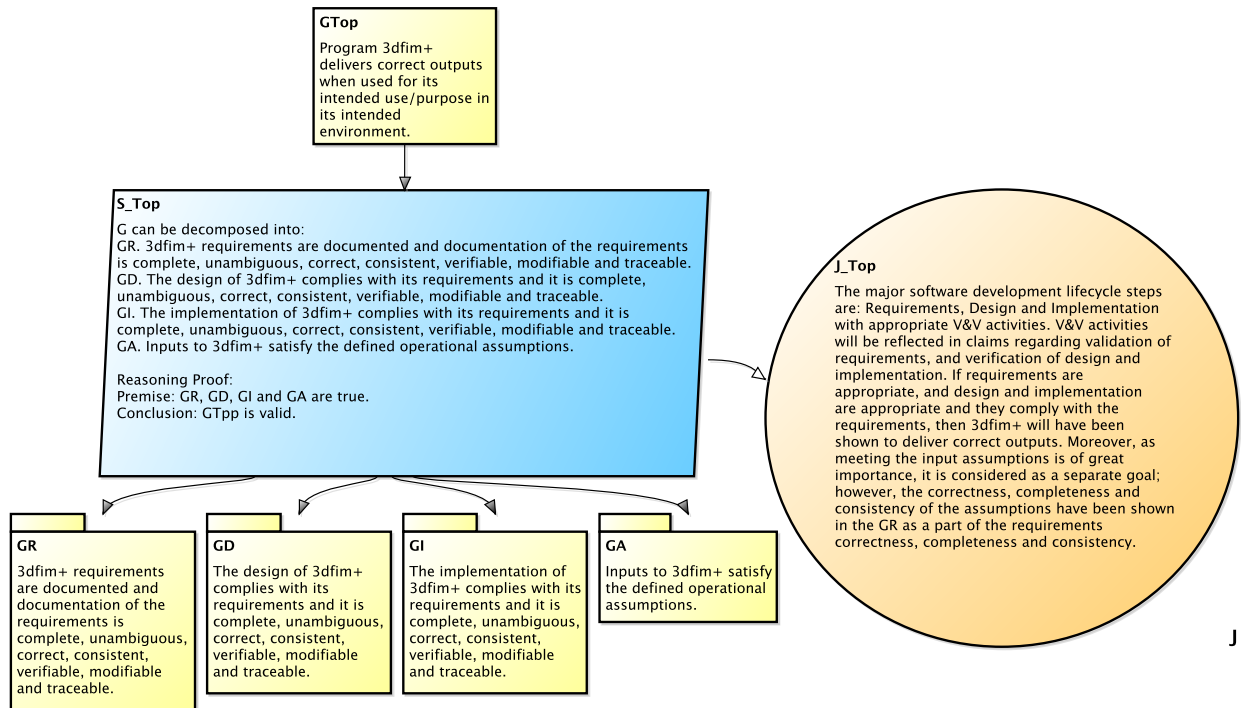 GTop
Program 3dfim+
delivers correct outputs
when used for its
intended use/purpose in
its intended
environment.
S_Top
G can be decomposed into:
GR. 3dfim+ requirements are documented and documentation of the requirements
is complete, unambiguous, correct, consistent, verifiable, modifiable and traceable.
GD. The design of 3dfim+ complies with its requirements and it is complete,
unambiguous, correct, consistent, verifiable, modifiable and traceable.
GI. The implementation of 3dfim+ complies with its requirements and it is
complete, unambiguous, correct, consistent, verifiable, modifiable and traceable.
GA. Inputs to 3dfim+ satisfy the defined operational assumptions.
Reasoning Proof:
Premise: GR, GD, GI and GA are true.
Conclusion: GTpp is valid.
J_Top
The major software development lifecycle steps
are: Requirements, Design and Implementation
with appropriate V&V activities. V&V activities
will be reflected in claims regarding validation of
requirements, and verification of design and
implementation. If requirements are
appropriate, and design and implementation
are appropriate and they comply with the
requirements, then 3dfim+ will have been
shown to deliver correct outputs. Moreover, as
meeting the input assumptions is of great
importance, it is considered as a separate goal;
however, the correctness, completeness and
consistency of the assumptions have been shown
in the GR as a part of the requirements
correctness, completeness and consistency.
J
GR
3dfim+ requirements
are documented and
documentation of the
requirements is
complete, unambiguous,
correct, consistent,
verifiable, modifiable
and traceable.
GD
The design of 3dfim+
complies with its
requirements and it is
complete, unambiguous,
correct, consistent,
verifiable, modifiable
and traceable.
GI
The implementation of
3dfim+ complies with its
requirements and it is
complete, unambiguous,
correct, consistent,
verifiable, modifiable
and traceable.
GA
Inputs to 3dfim+ satisfy
the defined operational
assumptions.